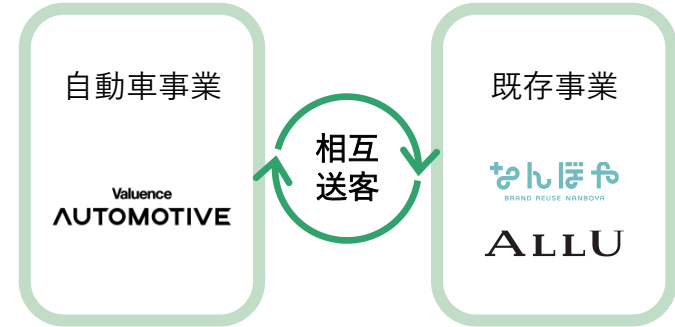 自動車事業
Valuence
AUTOMOTIVE
相互
送客
既存事業
なんぼや
BRAND REUSE NANBOYA
ALLU